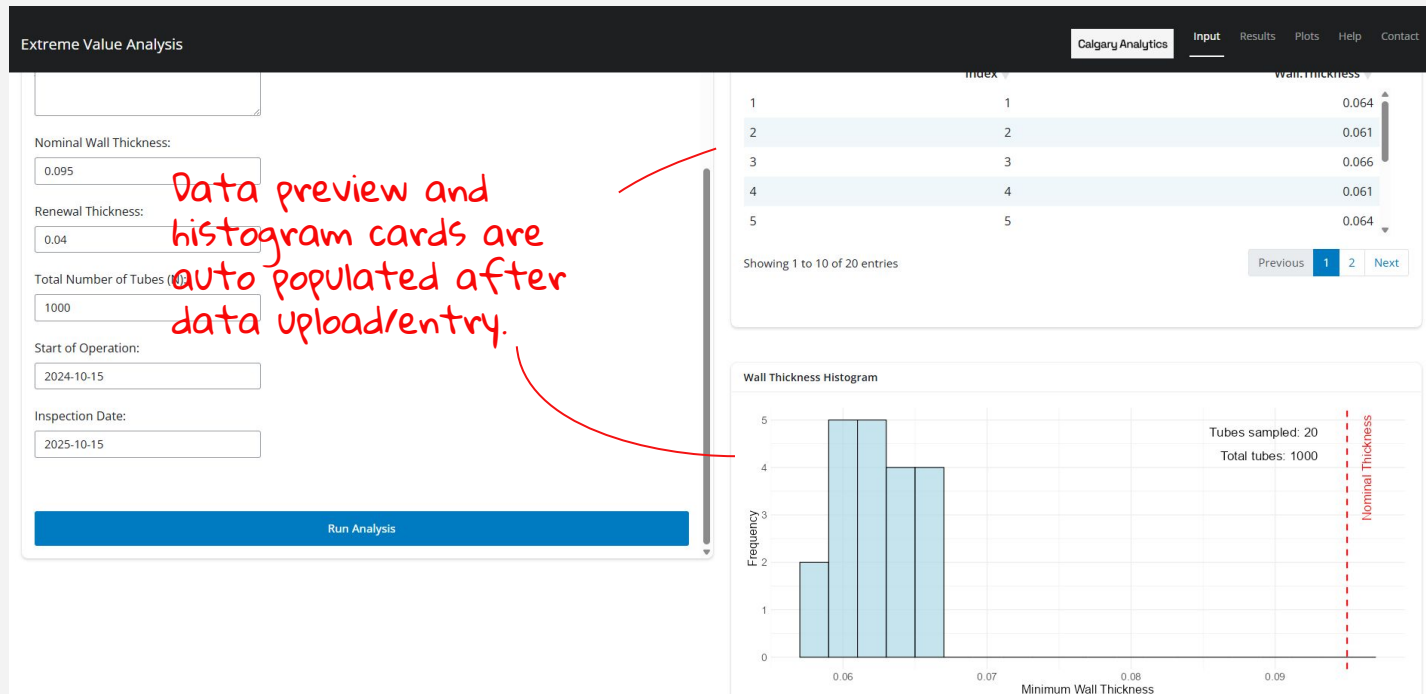 Extreme Value Analysis
Calgary Analytics
Input
Results
Plots
Help
Contact
Nominal Wall Thickness:
0.095
Renewal Thickness:
0.04
Total Number of Tubes (N):
1000
Start of Operation:
2024-10-15
Inspection Date:
2025-10-15
Run Analysis
Data preview and
histogram cards are
auto populated after
data upload/entry.
Index Wall.Thickness
1 1 0.064
2 2 0.061
3 3 0.066
4 4 0.061
5 5 0.064
Showing 1 to 10 of 20 entries
Previous 1 2 Next
Wall Thickness Histogram
Tubes sampled: 20
Total tubes: 1000
Nominal Thickness
Frequency
5
4
3
2
1
0
0.06 0.07 0.08 0.09
Minimum Wall Thickness